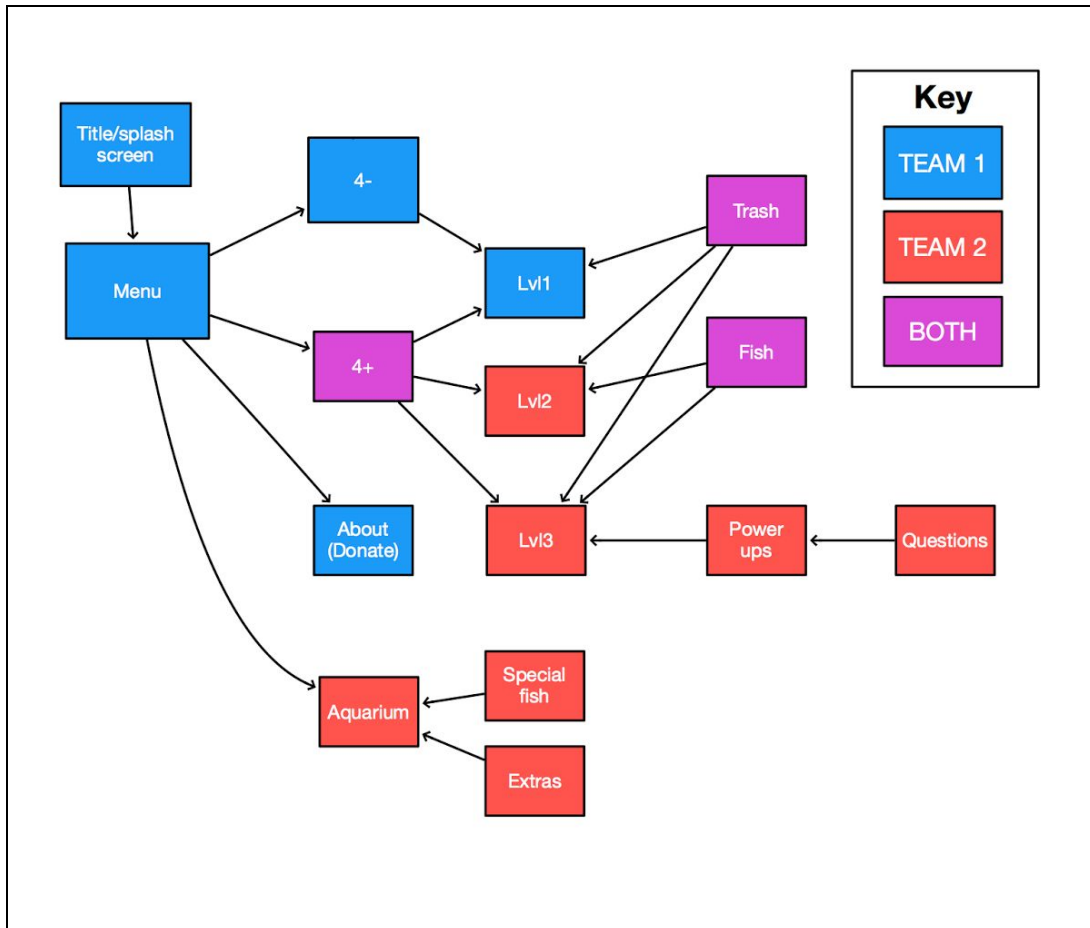 Key
TEAM 1
TEAM 2
BOTH
Title/splash
screen
Menu
4-
4+
Lvl1
Lvl2
Lvl3
Trash
Fish
About
(Donate)
Power
ups
Questions
Aquarium
Special
fish
Extras